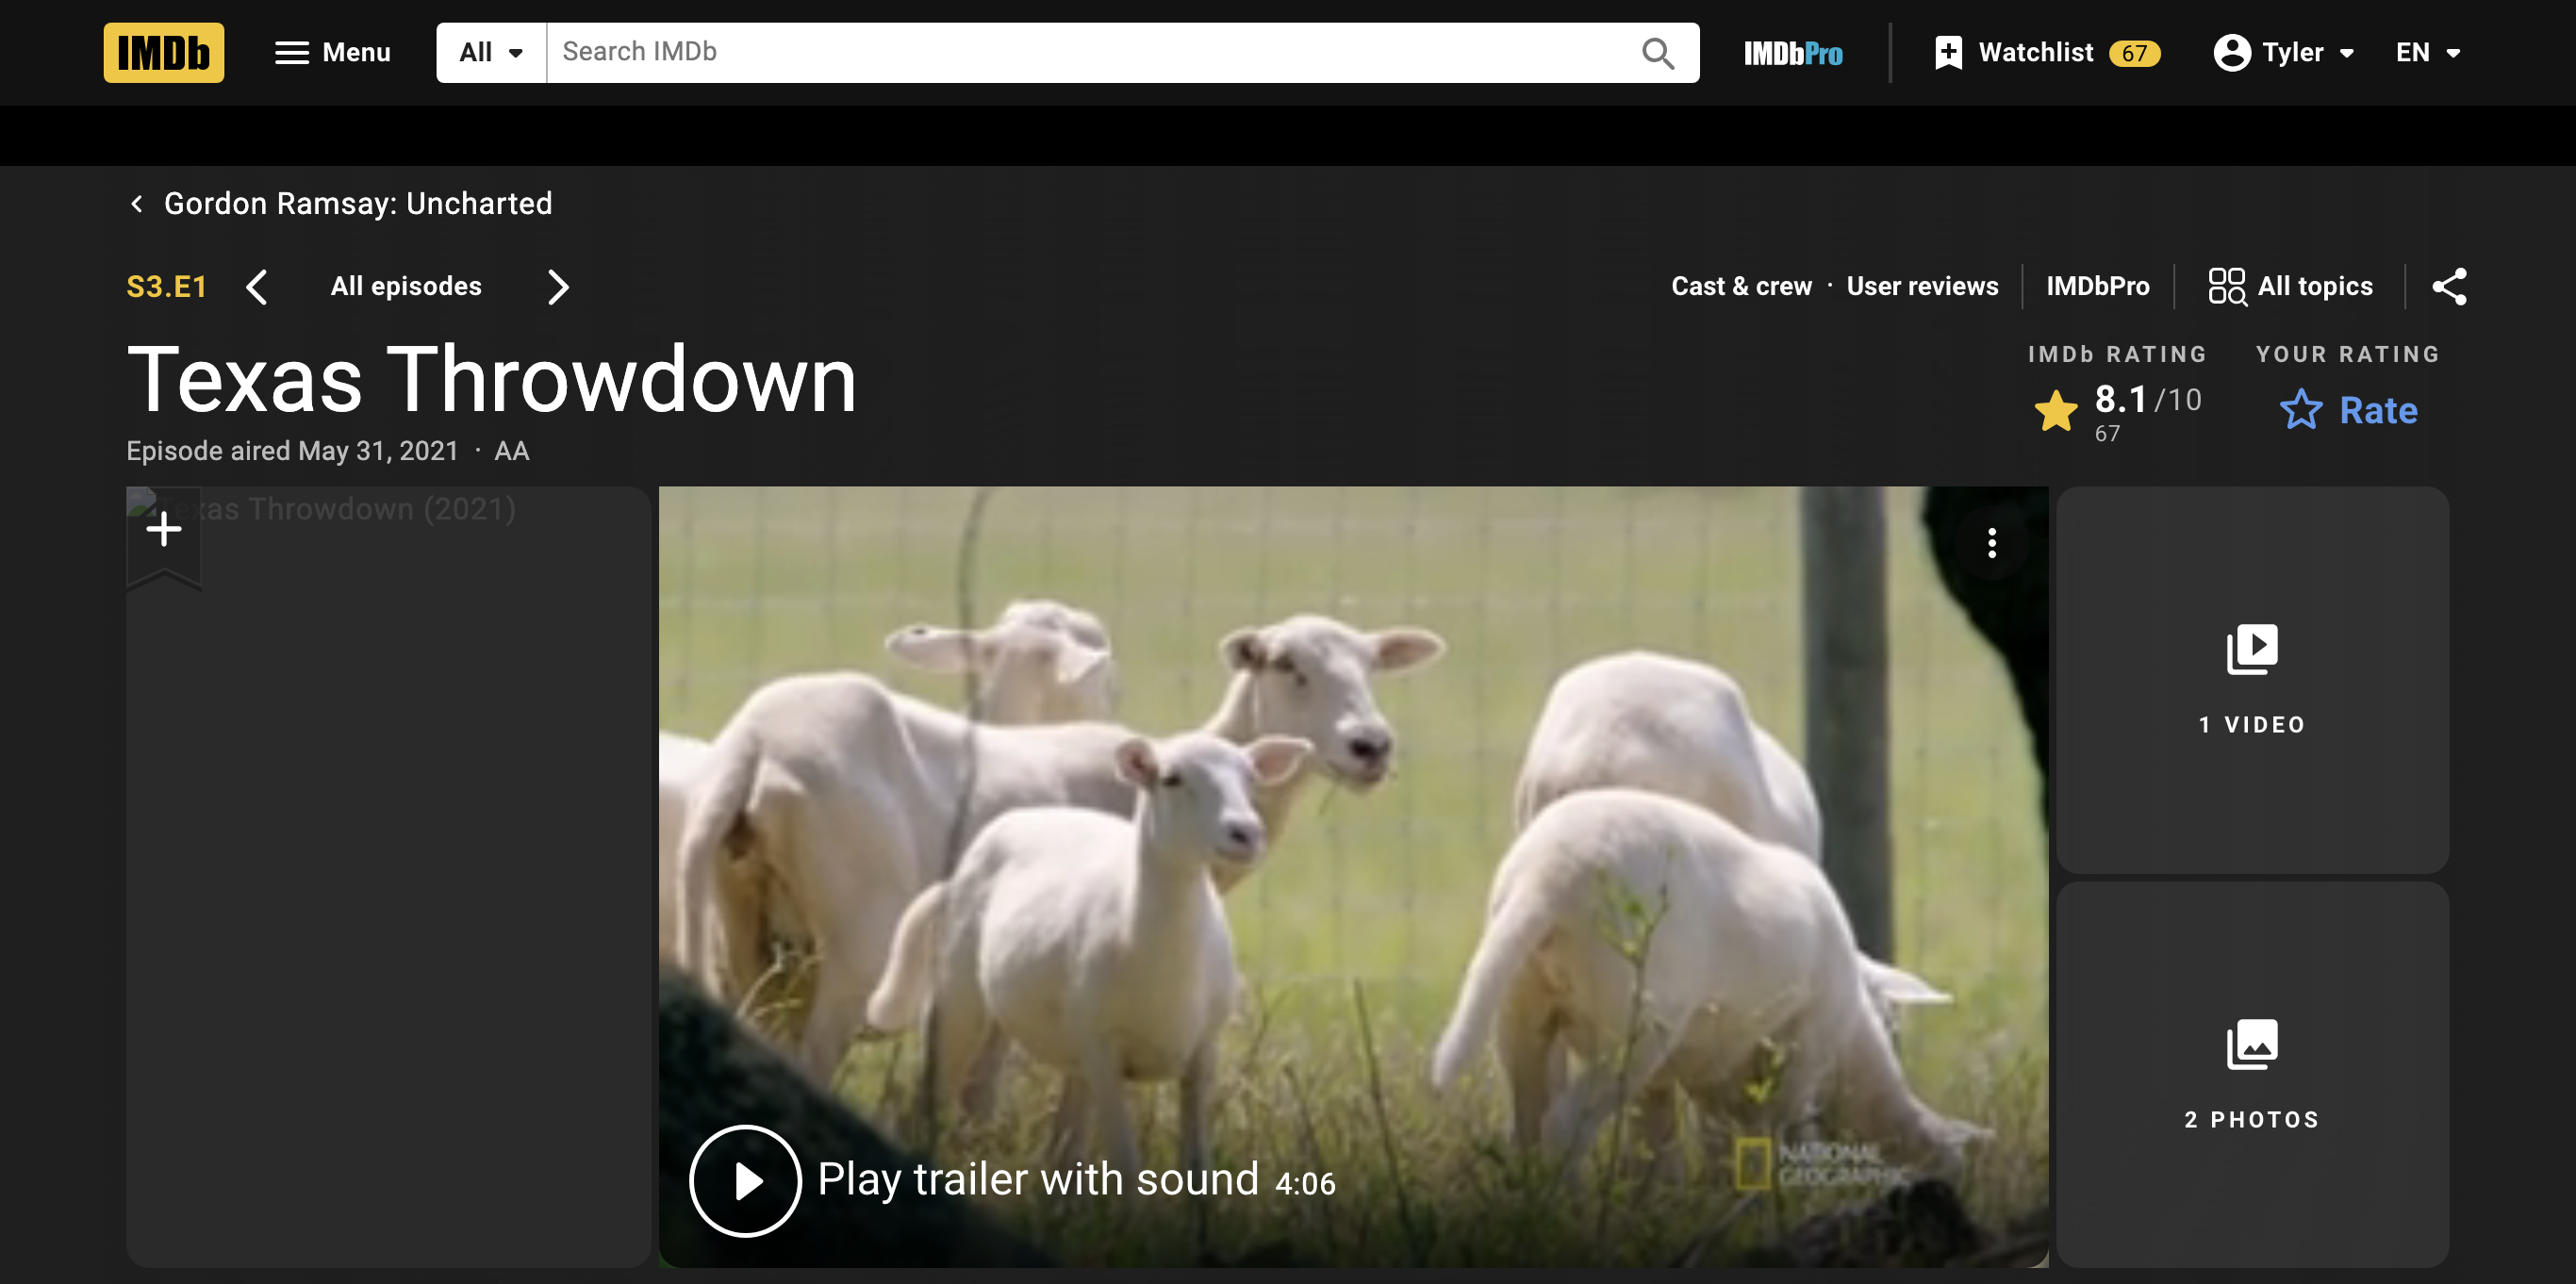 IMDb Menu All Search IMDb IMDbPro Watchlist 67 Tyler EN
Gordon Ramsay: Uncharted
S3.E1 All episodes Cast & crew · User reviews IMDbPro All topics
Texas Throwdown
IMDb RATING YOUR RATING
8.1/10 Rate
67
Episode aired May 31, 2021 · AA
Texas Throwdown (2021)
1 VIDEO
2 PHOTOS
Play trailer with sound 4:06
NATIONAL
GEOGRAPHIC